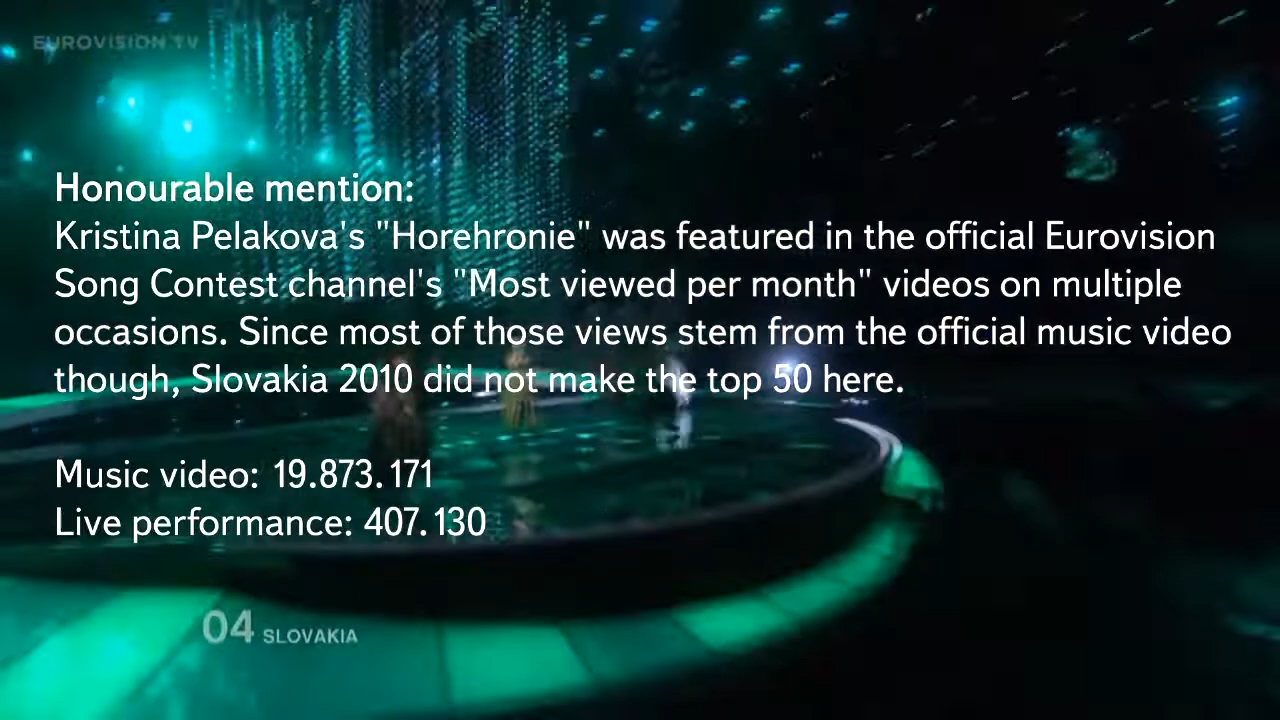 EUROVISION TV
Honourable mention:
Kristina Pelakova's "Horehronie" was featured in the official Eurovision
Song Contest channel's "Most viewed per month" videos on multiple
occasions. Since most of those views stem from the official music video
though, Slovakia 2010 did not make the top 50 here.
Music video: 19.873.171
Live performance: 407.130
04 SLOVAKIA